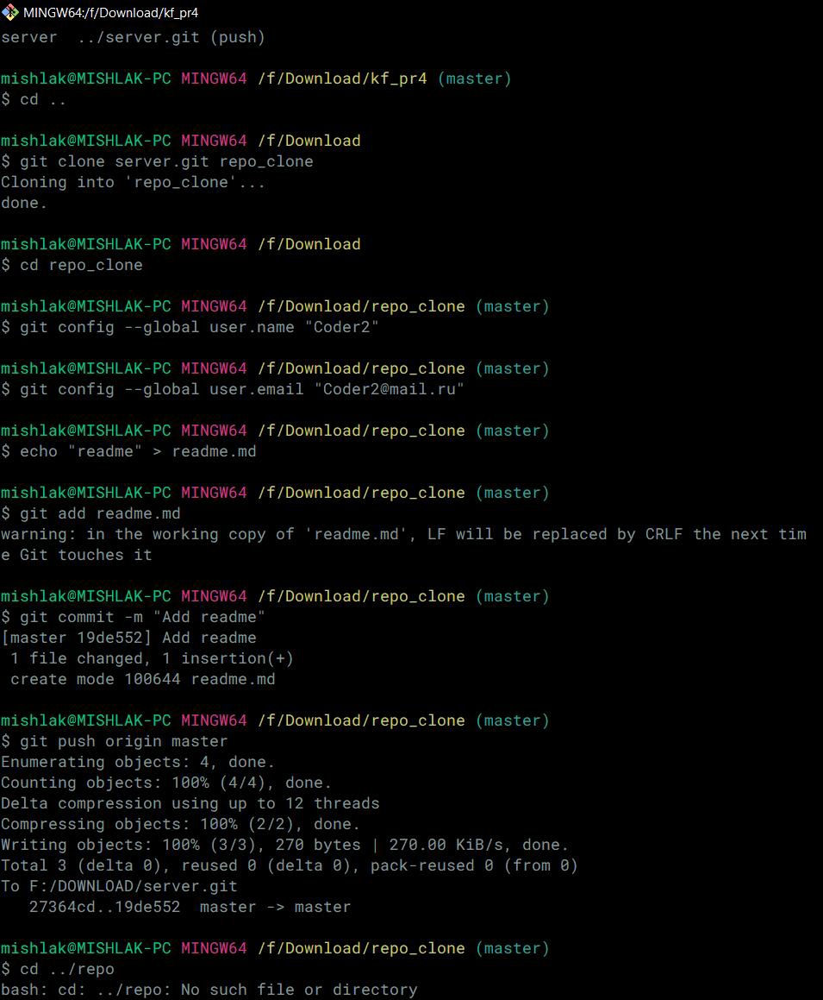 MINGW64:/f/Download/kf_pr4
server  ../server.git (push)
mishlak@MISHLAK-PC MINGW64 /f/Download/kf_pr4 (master)
$ cd ..
mishlak@MISHLAK-PC MINGW64 /f/Download
$ git clone server.git repo_clone
Cloning into 'repo_clone'...
done.
mishlak@MISHLAK-PC MINGW64 /f/Download
$ cd repo_clone
mishlak@MISHLAK-PC MINGW64 /f/Download/repo_clone (master)
$ git config --global user.name "Coder2"
mishlak@MISHLAK-PC MINGW64 /f/Download/repo_clone (master)
$ git config --global user.email "Coder2@mail.ru"
mishlak@MISHLAK-PC MINGW64 /f/Download/repo_clone (master)
$ echo "readme" > readme.md
mishlak@MISHLAK-PC MINGW64 /f/Download/repo_clone (master)
$ git add readme.md
warning: in the working copy of 'readme.md', LF will be replaced by CRLF the next tim
e Git touches it
mishlak@MISHLAK-PC MINGW64 /f/Download/repo_clone (master)
$ git commit -m "Add readme"
[master 19de552] Add readme
 1 file changed, 1 insertion(+)
 create mode 100644 readme.md
mishlak@MISHLAK-PC MINGW64 /f/Download/repo_clone (master)
$ git push origin master
Enumerating objects: 4, done.
Counting objects: 100% (4/4), done.
Delta compression using up to 12 threads
Compressing objects: 100% (2/2), done.
Writing objects: 100% (3/3), 270 bytes | 270.00 KiB/s, done.
Total 3 (delta 0), reused 0 (delta 0), pack-reused 0 (from 0)
To F:/DOWNLOAD/server.git
   27364cd..19de552  master -> master
mishlak@MISHLAK-PC MINGW64 /f/Download/repo_clone (master)
$ cd ../repo
bash: cd: ../repo: No such file or directory